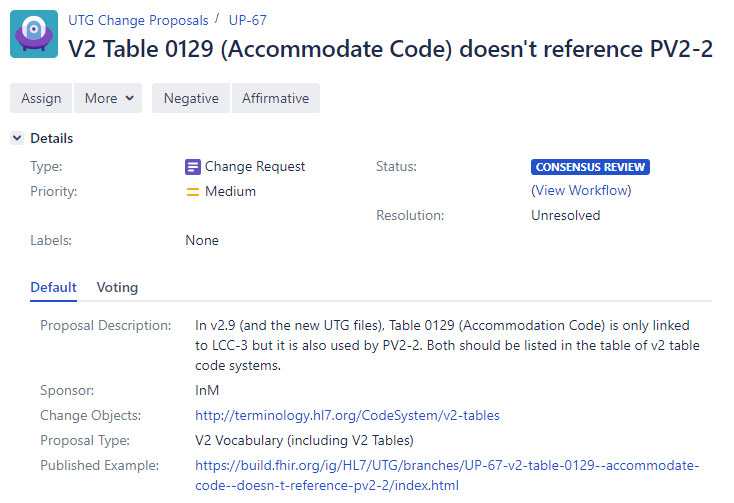 UTG Change Proposals / UP-67
V2 Table 0129 (Accommodate Code) doesn't reference PV2-2
Assign More Negative Affirmative
Details
Type: Change Request Status: CONSENSUS REVIEW
Priority: Medium (View Workflow)
Resolution: Unresolved
Labels: None
Default Voting
Proposal Description: In v2.9 (and the new UTG files), Table 0129 (Accommodation Code) is only linked
to LCC-3 but it is also used by PV2-2. Both should be listed in the table of v2 table
code systems.
Sponsor: InM
Change Objects: http://terminology.hl7.org/CodeSystem/v2-tables
Proposal Type: V2 Vocabulary (including V2 Tables)
Published Example: https://build.fhir.org/ig/HL7/UTG/branches/UP-67-v2-table-0129--accommodate-
code--doesn-t-reference-pv2-2/index.html